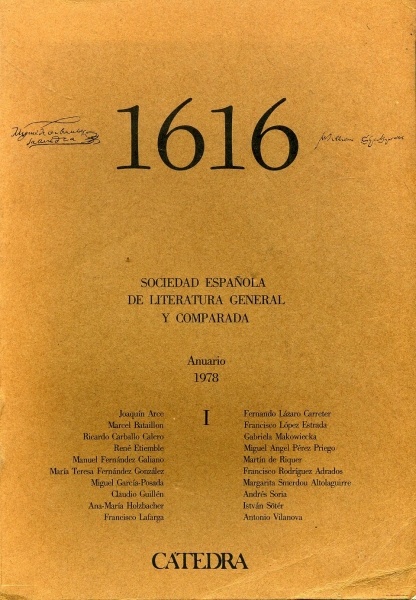 1616
SOCIEDAD ESPAÑOLA
DE LITERATURA GENERAL
Y COMPARADA
Anuario
1978
I
Joaquín Arce
Marcel Bataillon
Ricardo Carballo Calero
René Etiemble
Manuel Fernández Galiano
María Teresa Fernández González
Miguel García-Posada
Claudio Guillén
Ana-María Holzbacher
Francisco Lafarga
Fernando Lázaro Carreter
Francisco López Estrada
Gabriela Makowiecka
Miguel Angel Pérez Priego
Martín de Riquer
Francisco Rodríguez Adrados
Margarita Smerdou Altolaguirre
Andrés Soria
István Sötér
Antonio Vilanova
CATEDRA